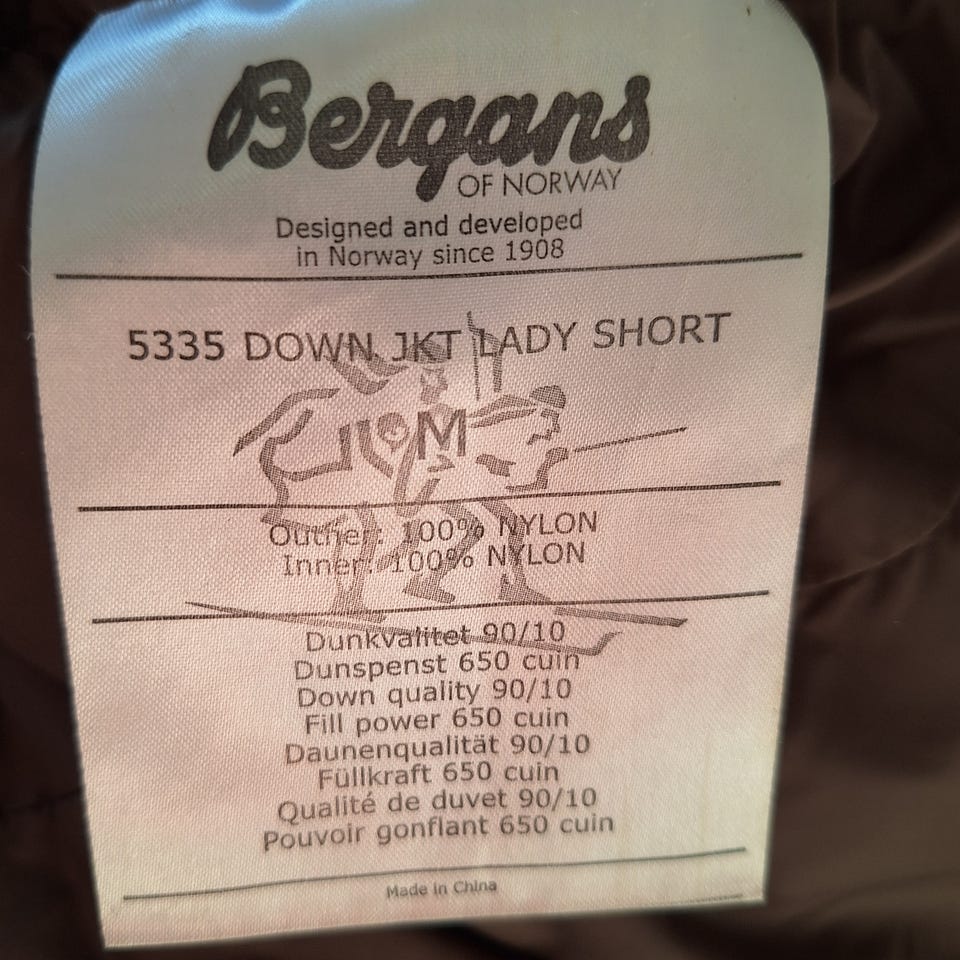 Bergans
OF NORWAY
Designed and developed
in Norway since 1908
5335 DOWN JKT LADY SHORT
M
Outher: 100% NYLON
Inner: 100% NYLON
Dunkvalitet 90/10
Dunspenst 650 cuin
Down quality 90/10
Fill power 650 cuin
Daunenqualität 90/10
Füllkraft 650 cuin
Qualité de duvet 90/10
Pouvoir gonflant 650 cuin
Made in China